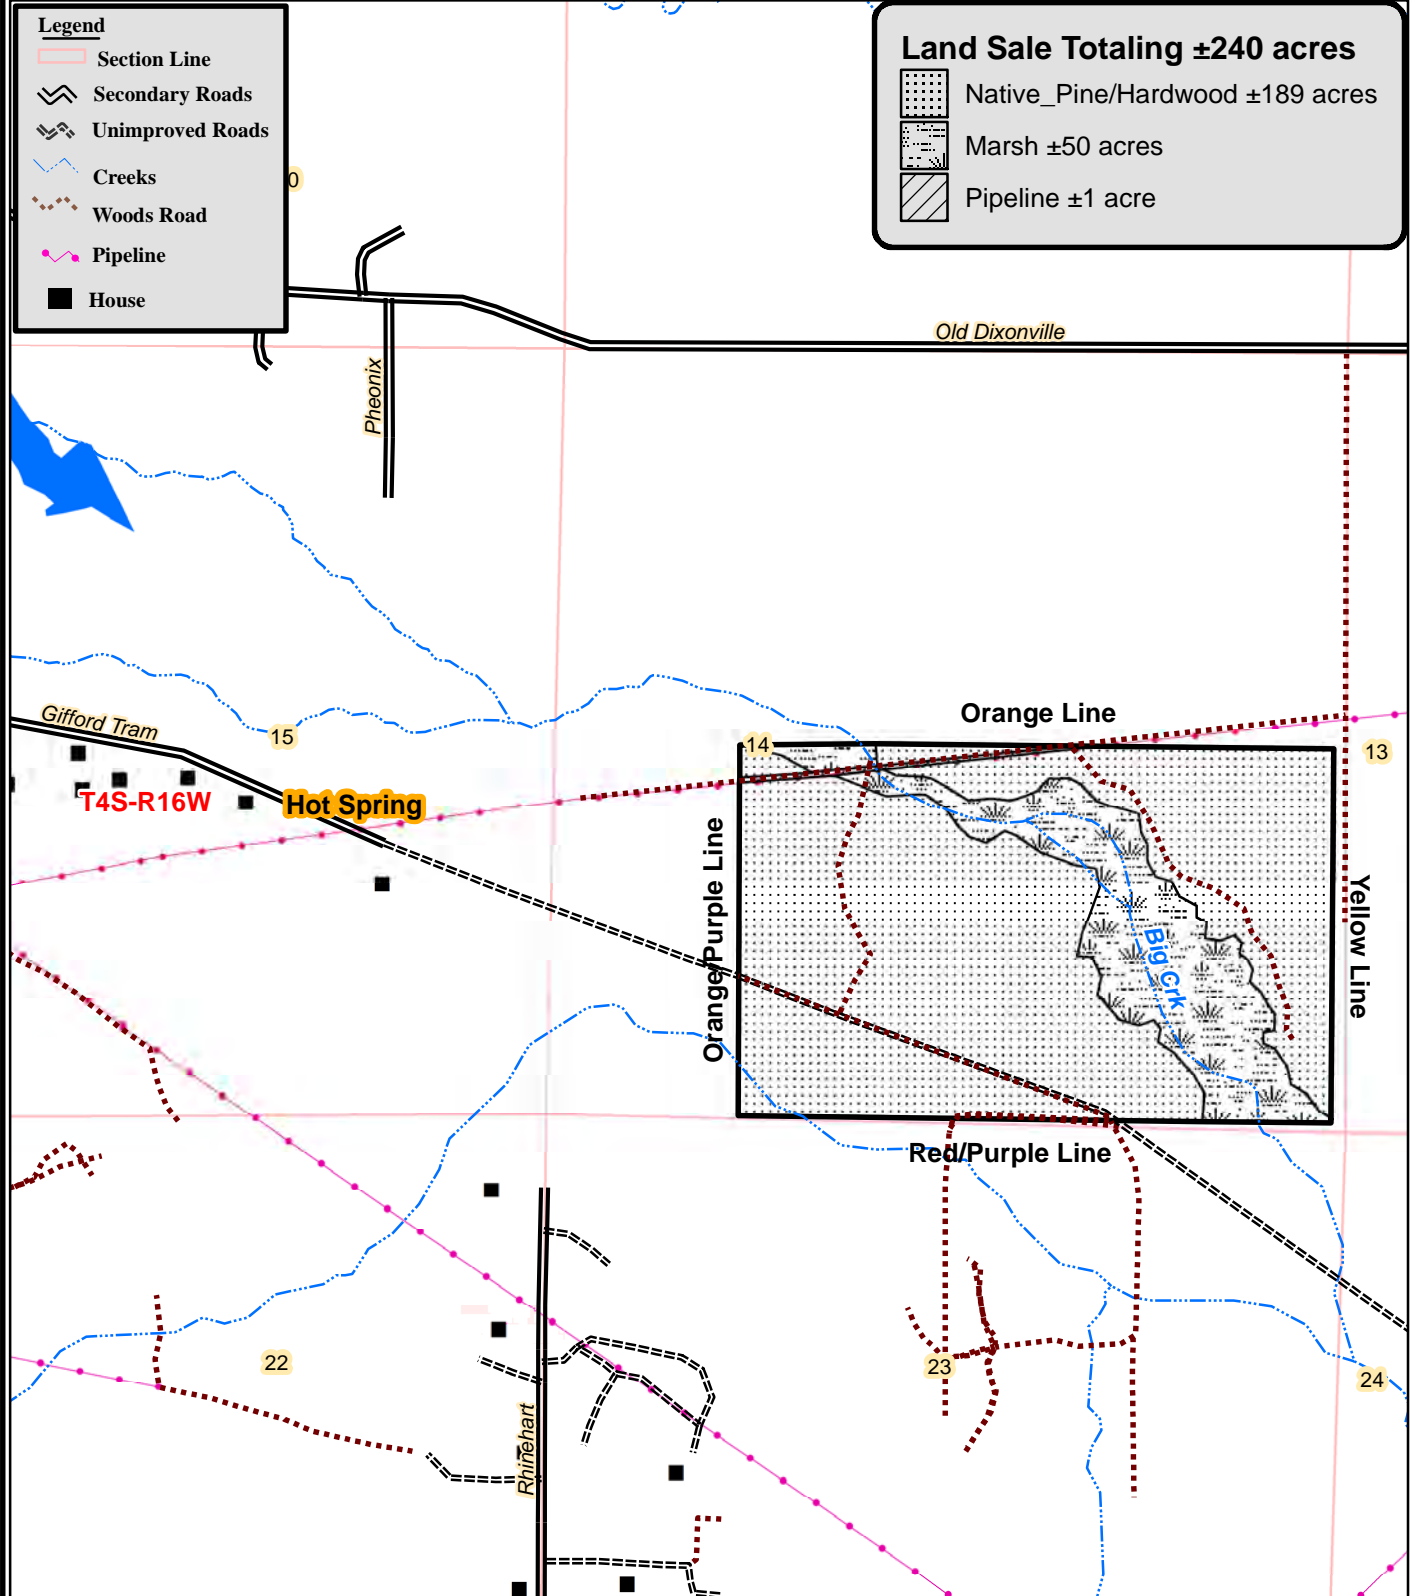 Legend
Section Line
Secondary Roads
Unimproved Roads
Creeks
Woods Road
Pipeline
House
Land Sale Totaling ±240 acres
Native_Pine/Hardwood ±189 acres
Marsh ±50 acres
Pipeline ±1 acre
0
Old Dixonville
Pheonix
Gifford Tram
15
T4S-R16W
Hot Spring
Orange Line
14
13
Orange/Purple Line
Yellow Line
Big Crk
Red/Purple Line
22
23
24
Rhinehart